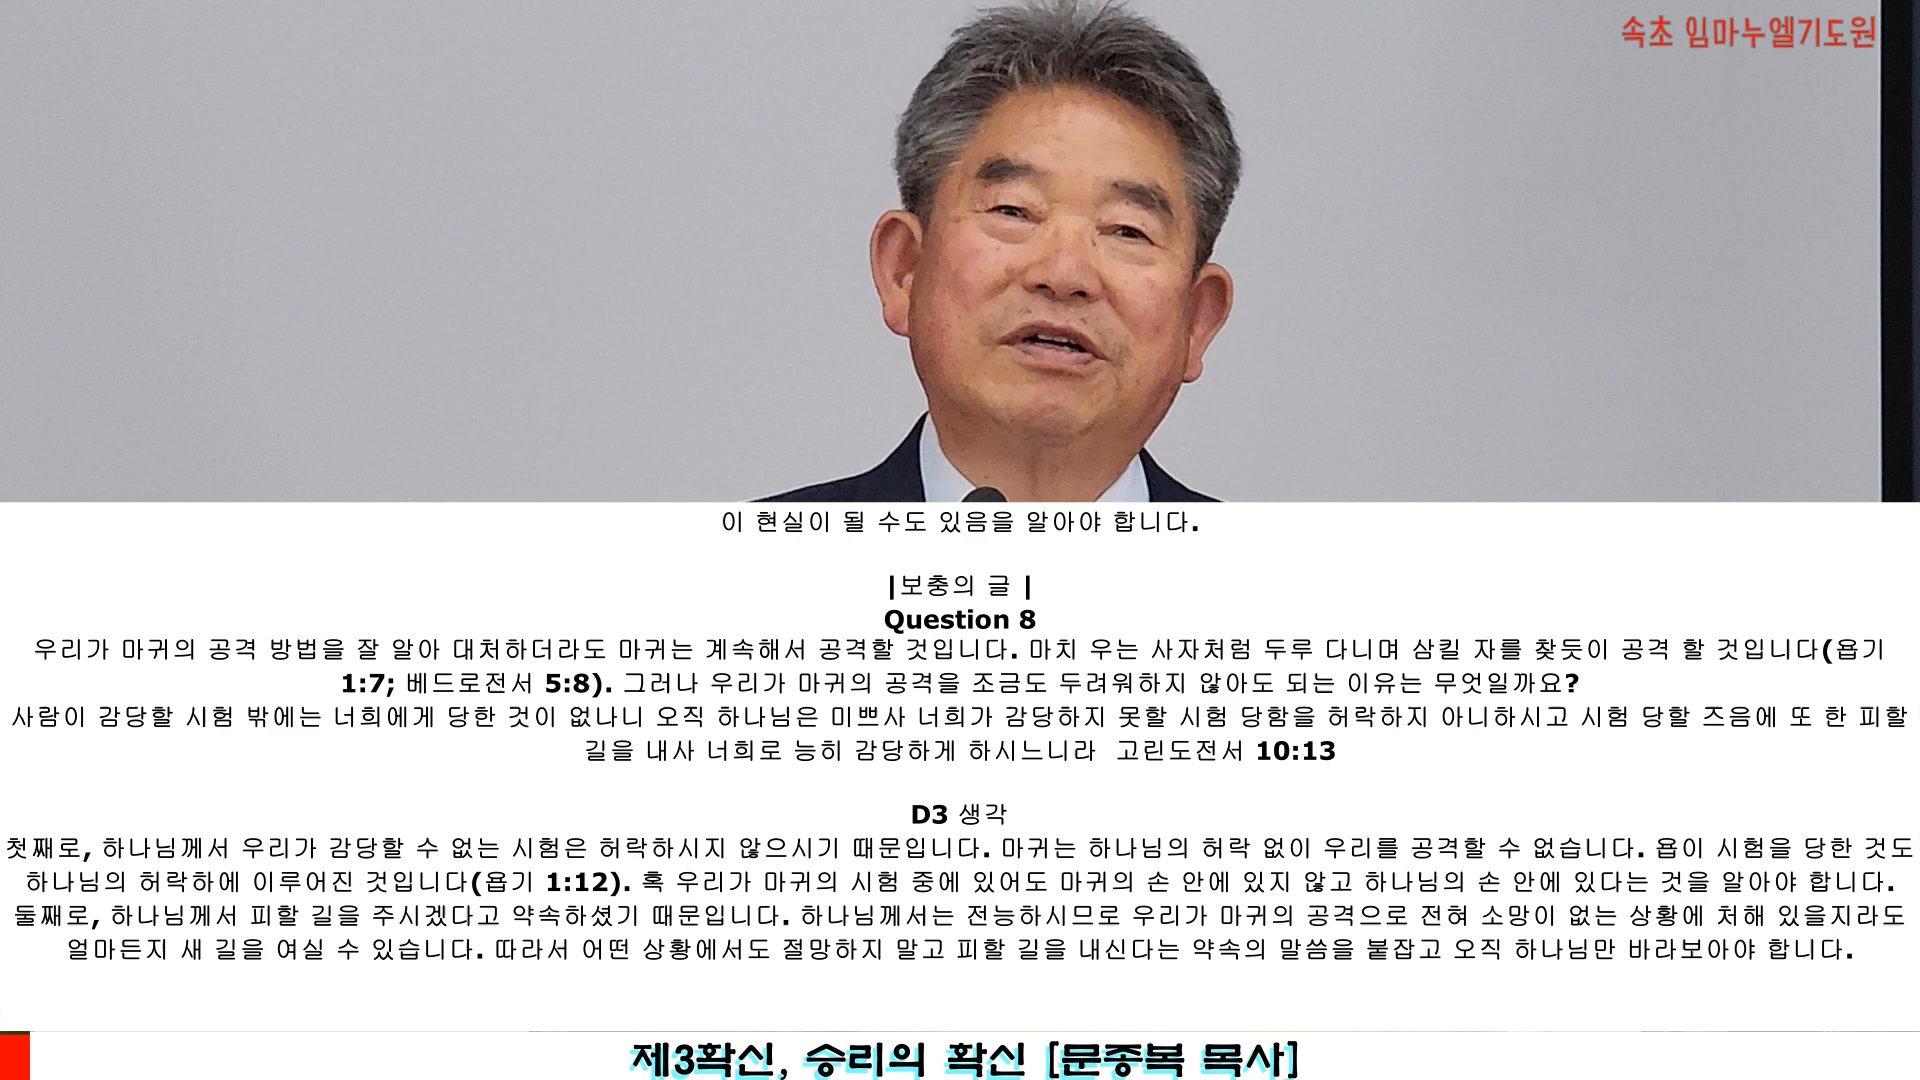 속초 임마누엘기도원
이 현실이 될 수도 있음을 알아야 합니다.
|보충의 글 |
Question 8
우리가 마귀의 공격 방법을 잘 알아 대처하더라도 마귀는 계속해서 공격할 것입니다. 마치 우는 사자처럼 두루 다니며 삼킬 자를 찾듯이 공격 할 것입니다(욥기
1:7; 베드로전서 5:8). 그러나 우리가 마귀의 공격을 조금도 두려워하지 않아도 되는 이유는 무엇일까요?
사람이 감당할 시험 밖에는 너희에게 당한 것이 없나니 오직 하나님은 미쁘사 너희가 감당하지 못할 시험 당함을 허락하지 아니하시고 시험 당할 즈음에 또 한 피할
길을 내사 너희로 능히 감당하게 하시느니라  고린도전서 10:13
D3 생각
첫째로, 하나님께서 우리가 감당할 수 없는 시험은 허락하시지 않으시기 때문입니다. 마귀는 하나님의 허락 없이 우리를 공격할 수 없습니다. 욥이 시험을 당한 것도
하나님의 허락하에 이루어진 것입니다(욥기 1:12). 혹 우리가 마귀의 시험 중에 있어도 마귀의 손 안에 있지 않고 하나님의 손 안에 있다는 것을 알아야 합니다.
둘째로, 하나님께서 피할 길을 주시겠다고 약속하셨기 때문입니다. 하나님께서는 전능하시므로 우리가 마귀의 공격으로 전혀 소망이 없는 상황에 처해 있을지라도
얼마든지 새 길을 여실 수 있습니다. 따라서 어떤 상황에서도 절망하지 말고 피할 길을 내신다는 약속의 말씀을 붙잡고 오직 하나님만 바라보아야 합니다.
제3확신, 승리의 확신 [문종복 목사]